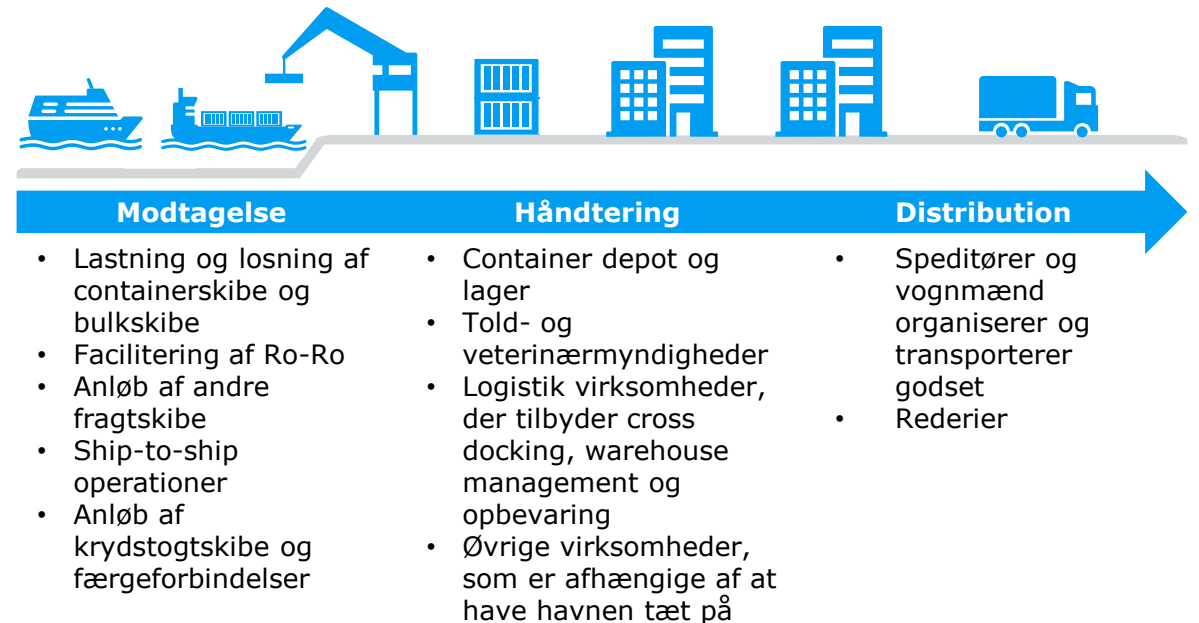 Modtagelse
Håndtering
Distribution
• Lastning og losning af
containerskibe og
bulkskibe
• Facilitering af Ro-Ro
• Anløb af andre
fragtskibe
• Ship-to-ship
operationer
• Anløb af
krydstogtskibe og
færgeforbindelser
• Container depot og
lager
• Told- og
veterinærmyndigheder
• Logistik virksomheder,
der tilbyder cross
docking, warehouse
management og
opbevaring
• Øvrige virksomheder,
som er afhængige af at
have havnen tæt på
• Speditører og
vognmænd
organiserer og
transporterer
godset
• Rederier